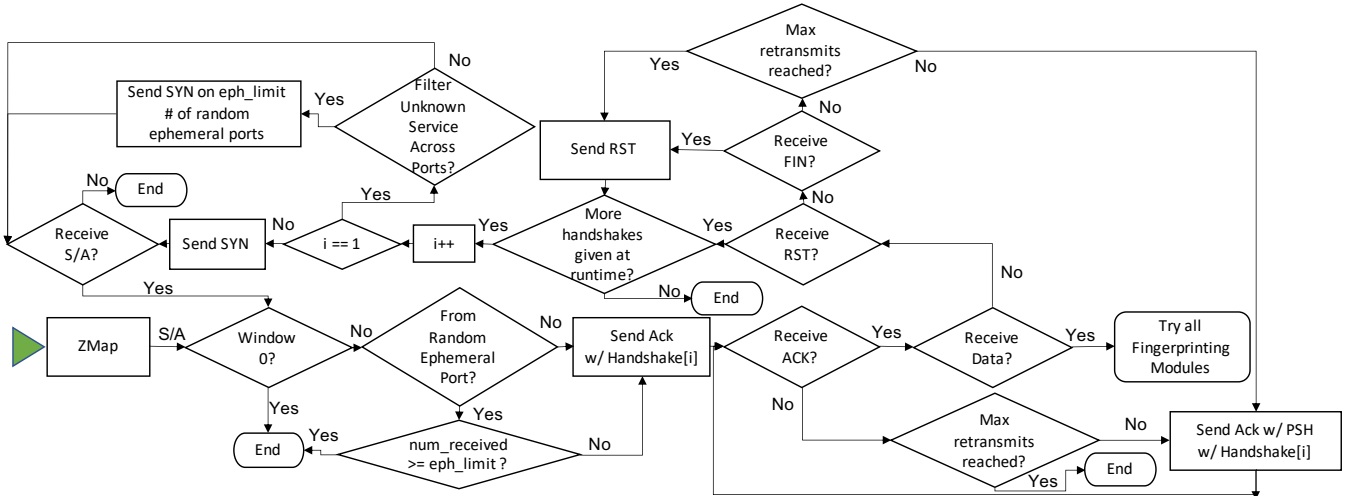 Max
retransmits
reached?
Yes
No
No
Filter
Unknown
Service
Across
Ports?
Yes
Send SYN on eph_limit
# of random
ephemeral ports
Send RST
Yes
Receive
FIN?
No
No
End
Yes
No
Receive
S/A?
Send SYN
No
i == 1
i++
Yes
More
handshakes
given at
runtime?
Yes
Receive
RST?
No
Yes
No
End
ZMap
S/A
Window
0?
No
From
Random
Ephemeral
Port?
No
Send Ack
w/ Handshake[i]
Receive
ACK?
Yes
Receive
Data?
Yes
Try all
Fingerprinting
Modules
Yes
End
Yes
num_received
>= eph_limit ?
Yes
No
No
Max
retransmits
reached?
No
Yes
End
Send Ack w/ PSH
w/ Handshake[i]